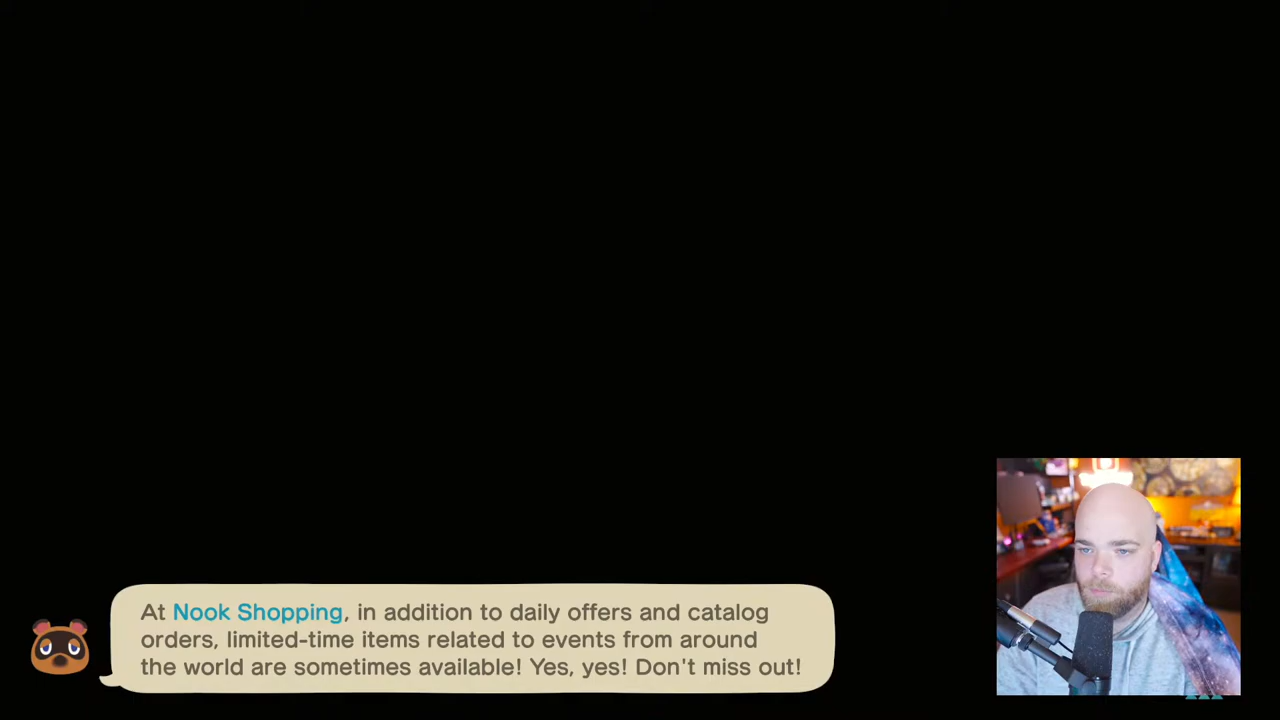 At Nook Shopping, in addition to daily offers and catalog
orders, limited-time items related to events from around
the world are sometimes available! Yes, yes! Don't miss out!